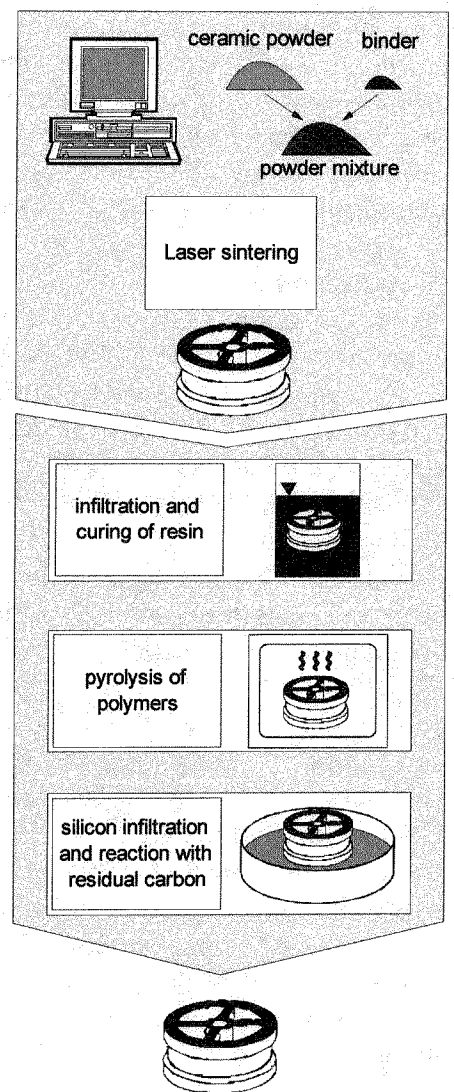 ceramic powder
binder
powder mixture
Laser sintering
infiltration and
curing of resin
pyrolysis of
polymers
silicon infiltration
and reaction with
residual carbon